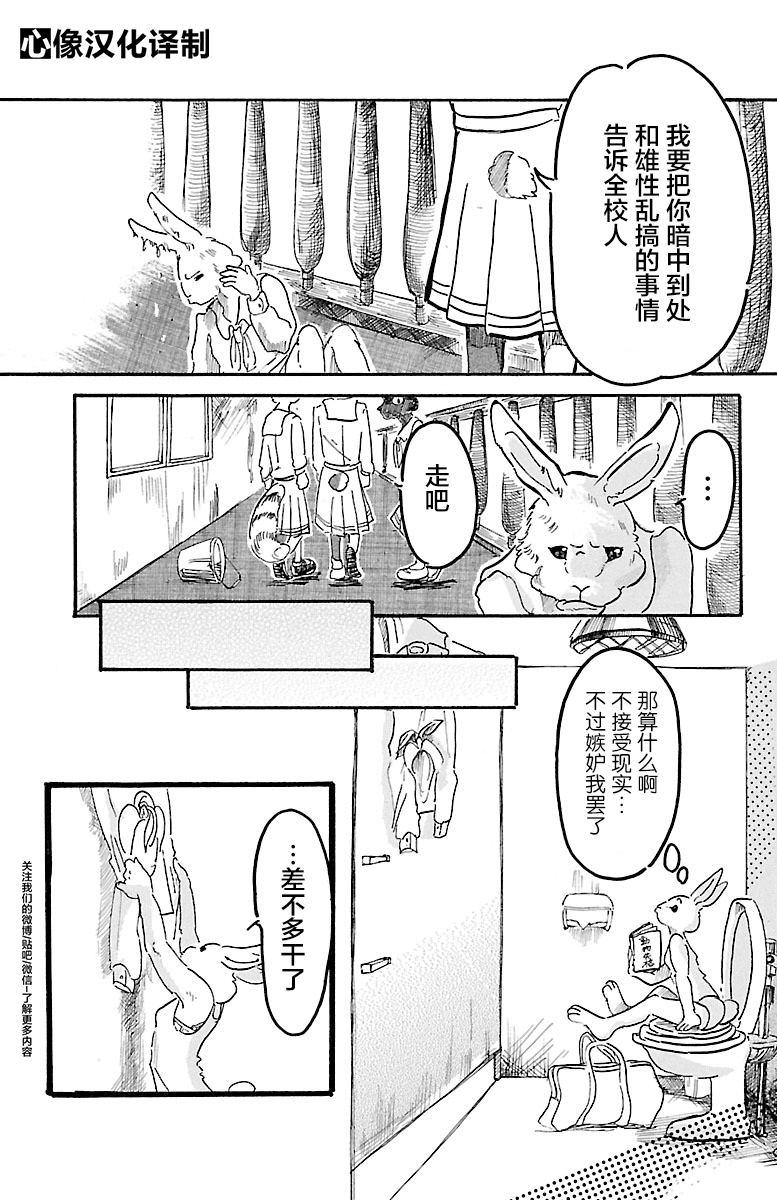 心像汉化译制
我要把你暗中到处
和雄性乱搞的事情
告诉全校人
…
走吧
那算什么啊
不接受现实…
不过嫉妒我罢了
…差不多干了
关注我们的微博/贴吧/微信-了解更多内容